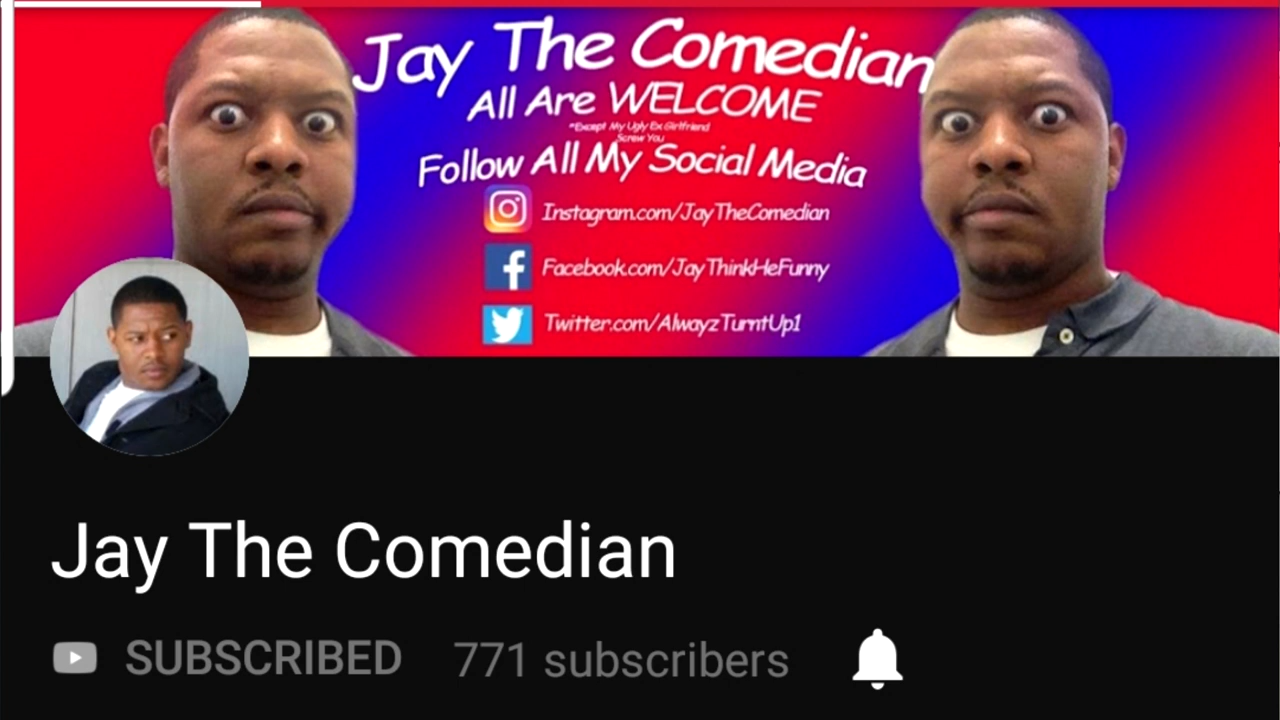 Jay The Comedian
All Are WELCOME
*Except My Ugly Ex Girlfriend
Screw You
Follow All My Social Media
Instagram.com/JayTheComedian
Facebook.com/JayThinkHeFunny
Twitter.com/AlwayzTurntUp1
Jay The Comedian
SUBSCRIBED 771 subscribers